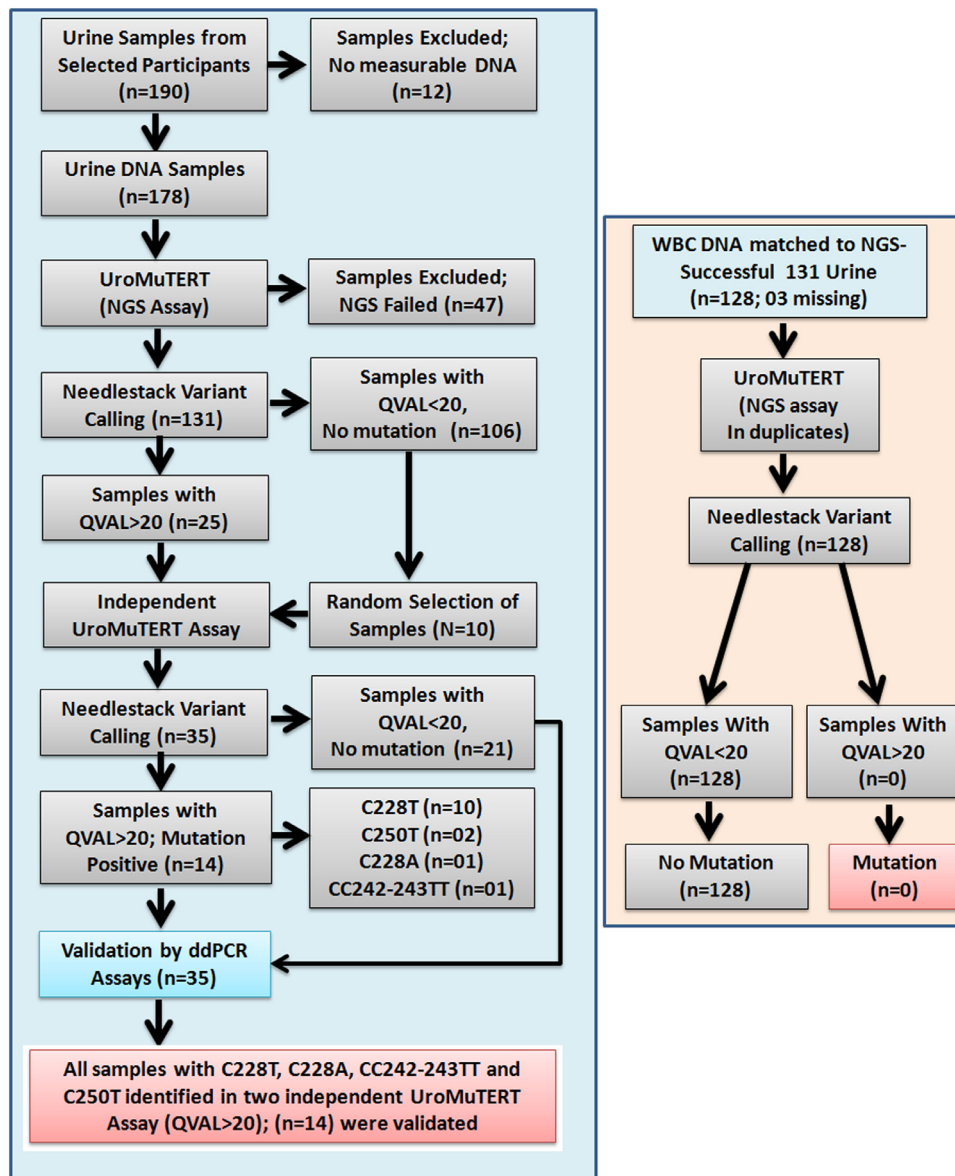 Urine Samples from
Selected Participants
(n=190)
Samples Excluded;
No measurable DNA
(n=12)
Urine DNA Samples
(n=178)
UroMuTERT
(NGS Assay)
Samples Excluded;
NGS Failed (n=47)
Needlestack Variant
Calling (n=131)
Samples with
QVAL<20,
No mutation (n=106)
Samples with
QVAL>20 (n=25)
Independent
UroMuTERT Assay
Random Selection of
Samples (N=10)
Needlestack Variant
Calling (n=35)
Samples with
QVAL<20,
No mutation (n=21)
Samples with
QVAL>20; Mutation
Positive (n=14)
C228T (n=10)
C250T (n=02)
C228A (n=01)
CC242-243TT (n=01)
Validation by ddPCR
Assays (n=35)
All samples with C228T, C228A, CC242-243TT and
C250T identified in two independent UroMuTERT
Assay (QVAL>20); (n=14) were validated
WBC DNA matched to NGS-
Successful 131 Urine
(n=128; 03 missing)
UroMuTERT
(NGS assay
In duplicates)
Needlestack Variant
Calling (n=128)
Samples With
QVAL<20
(n=128)
Samples With
QVAL>20
(n=0)
No Mutation
(n=128)
Mutation
(n=0)